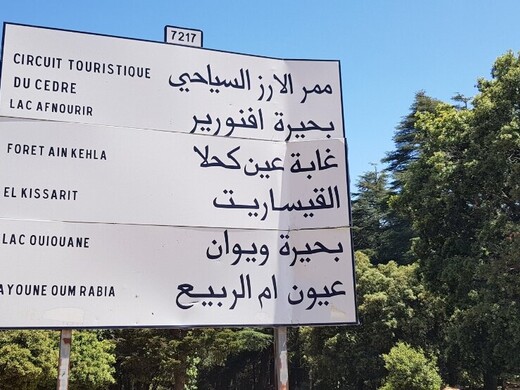 7217
CIRCUIT TOURISTIQUE
DU CEDRE
ممر الارز السياحي
LAC AFNOURIR
بحيرة افنورير
FORET AIN KEHLA
غابة عين كحلا
EL KISSARIT
القيساريت
LAC OUIOUANE
بحيرة ويوان
AYOUNE OUM RABIA
عيون ام الربيع